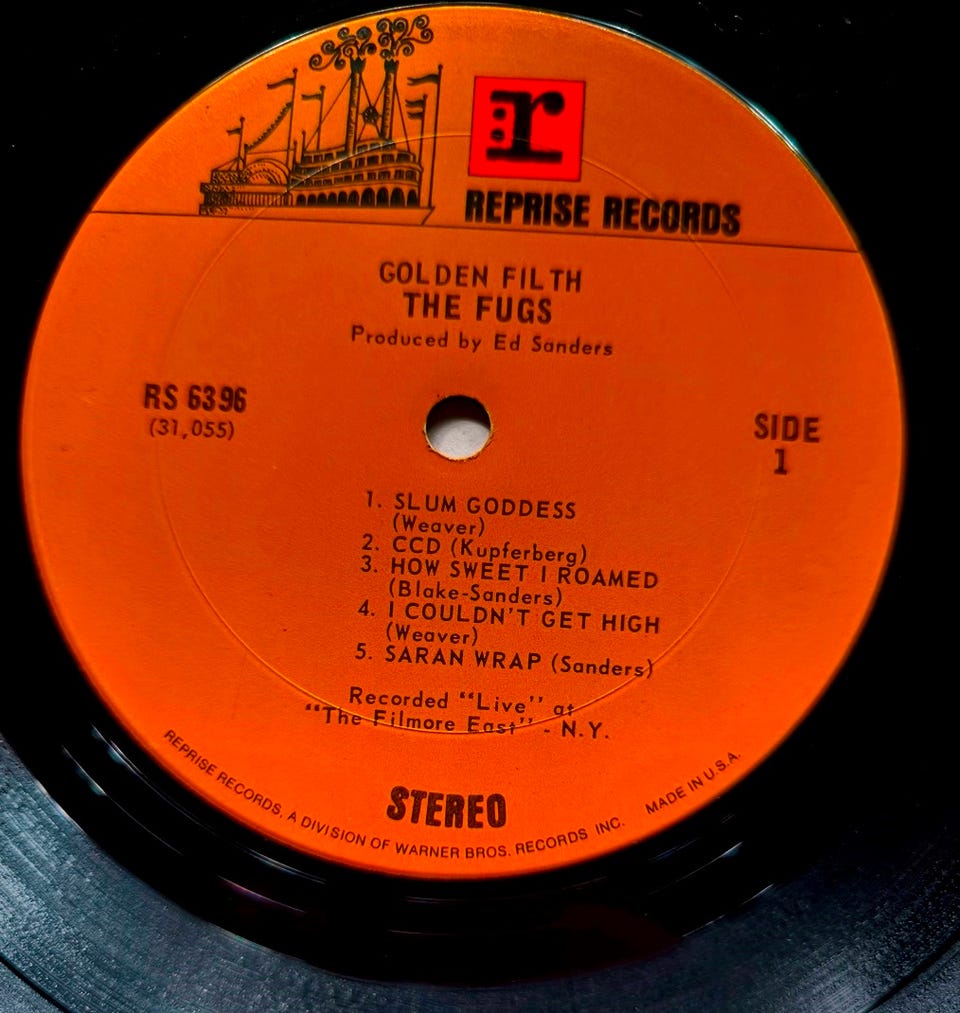 r
REPRISE RECORDS
GOLDEN FILTH
THE FUGS
Produced by Ed Sanders
RS 6396
(31,055)
SIDE
1
1. SLUM GODDESS
(Weaver)
2. CCD (Kupferberg)
3. HOW SWEET I ROAMED
(Blake-Sanders)
4. I COULDN'T GET HIGH
(Weaver)
5. SARAN WRAP (Sanders)
Recorded "Live" at
"The Filmore East" - N.Y.
STEREO
REPRISE RECORDS, A DIVISION OF WARNER BROS. RECORDS INC. MADE IN U.S.A.